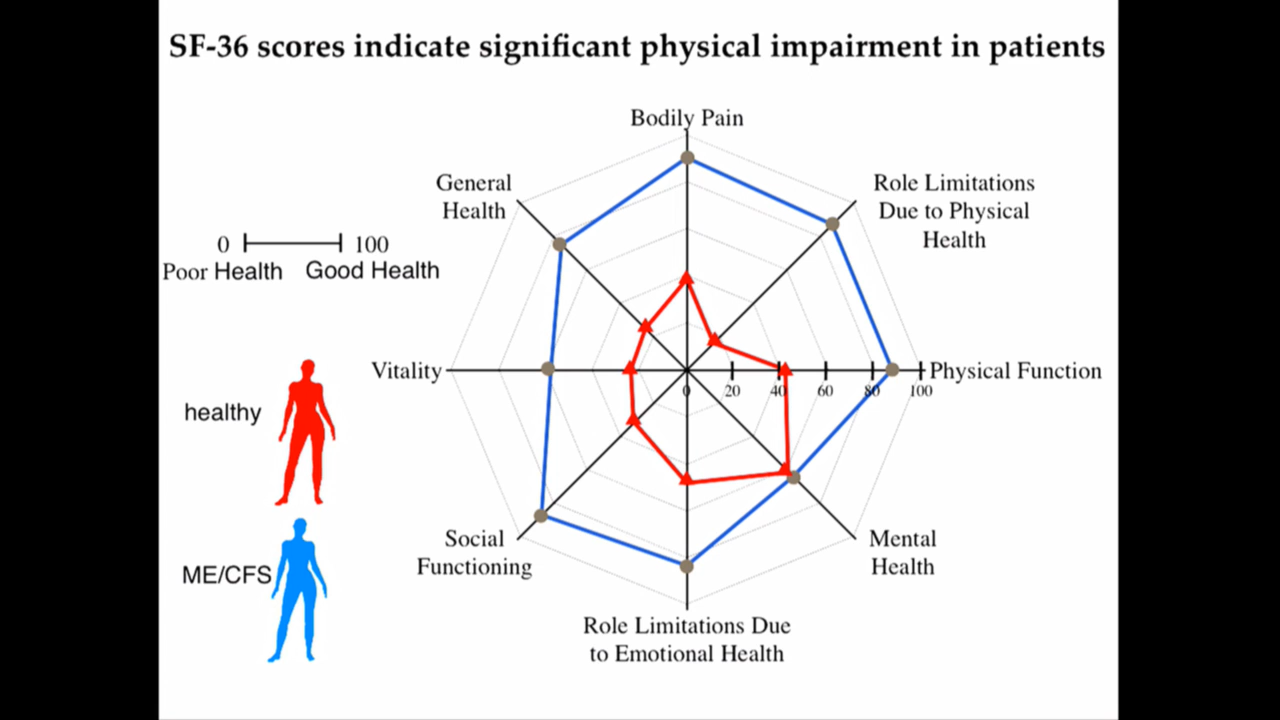 SF-36 scores indicate significant physical impairment in patients
Bodily Pain
General
Health
Role Limitations
Due to Physical
Health
0 100
Poor Health Good Health
Vitality
Physical Function
0 20 40 60 80 100
healthy
ME/CFS
Social
Functioning
Mental
Health
Role Limitations Due
to Emotional Health